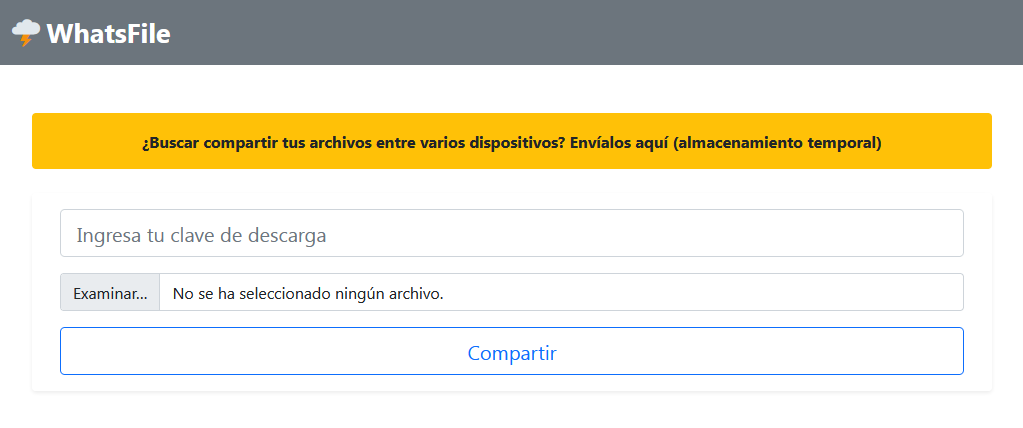 WhatsFile
¿Buscar compartir tus archivos entre varios dispositivos? Envíalos aquí (almacenamiento temporal)
Ingresa tu clave de descarga
Examinar... No se ha seleccionado ningún archivo.
Compartir